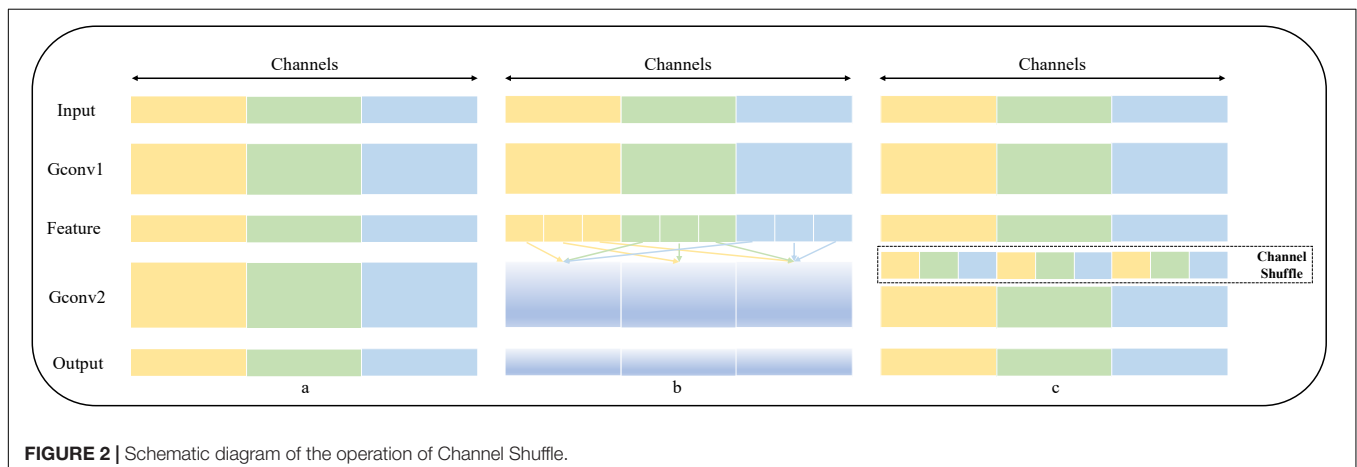 Channels Channels Channels
Input
Gconv1
Feature
Channel
Shuffle
Gconv2
Output
a b c
FIGURE 2 | Schematic diagram of the operation of Channel Shuffle.